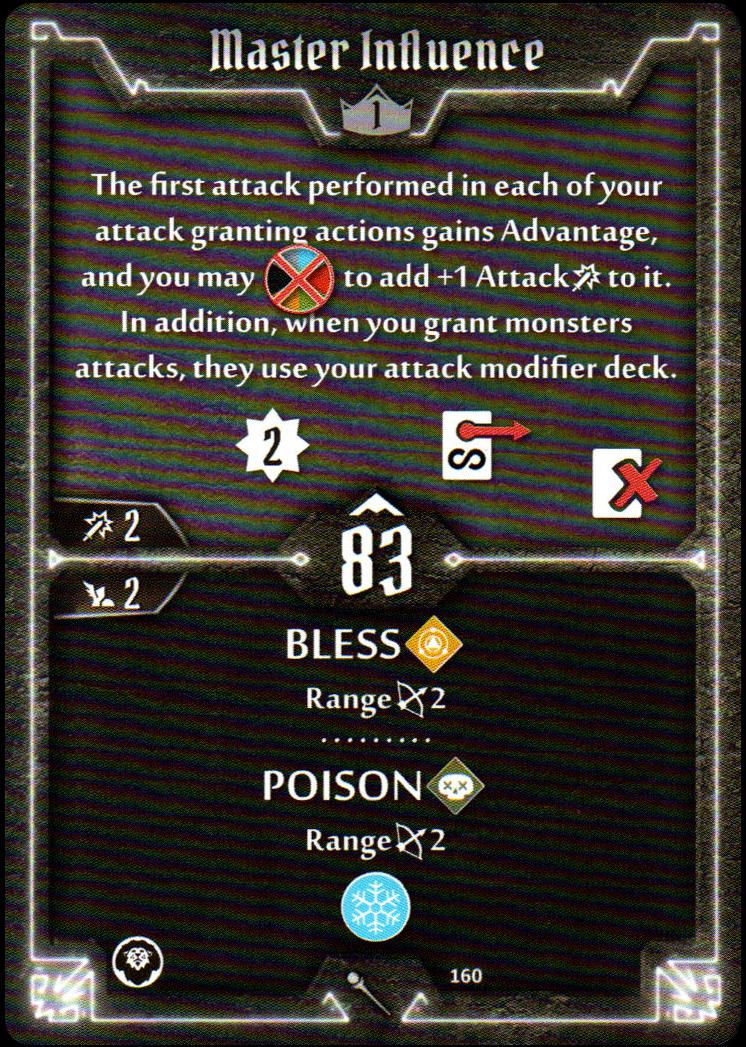 Master Influence
1
The first attack performed in each of your
attack granting actions gains Advantage,
and you may to add +1 Attack to it.
In addition, when you grant monsters
attacks, they use your attack modifier deck.
2
2
83
2
BLESS
Range 2
POISON
Range 2
160